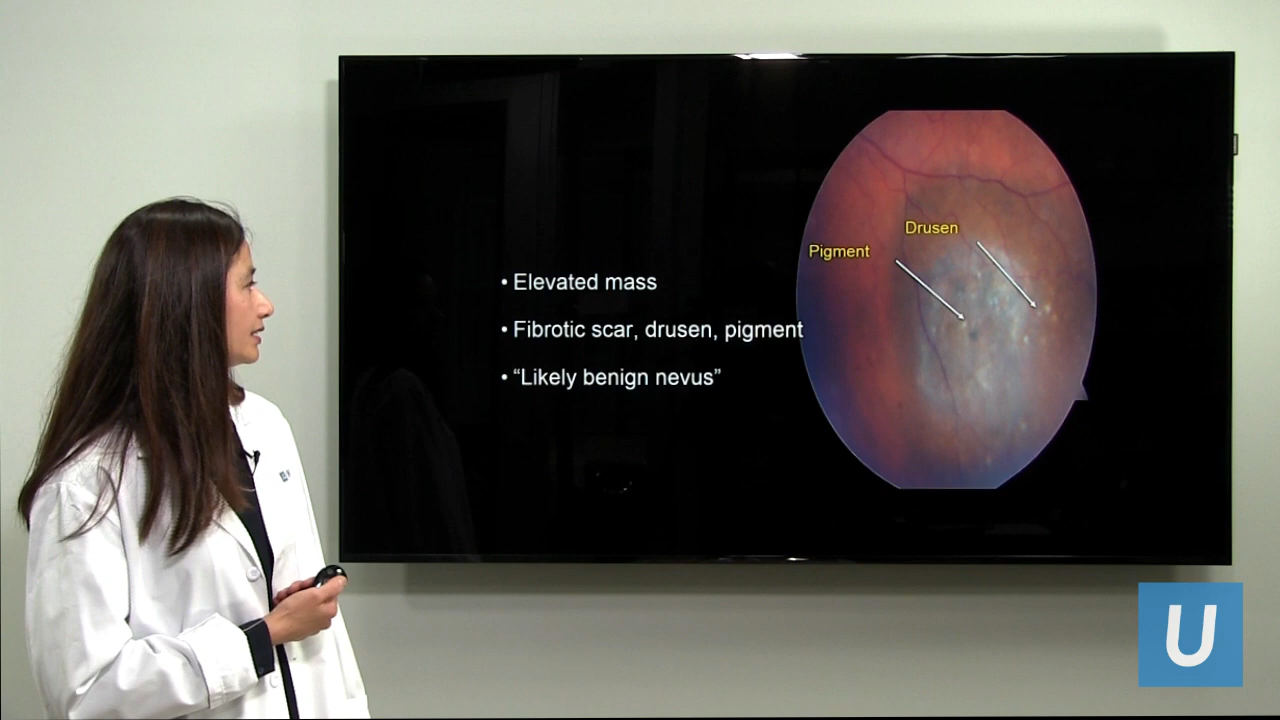 Drusen
Pigment
• Elevated mass
• Fibrotic scar, drusen, pigment
• “Likely benign nevus”
U